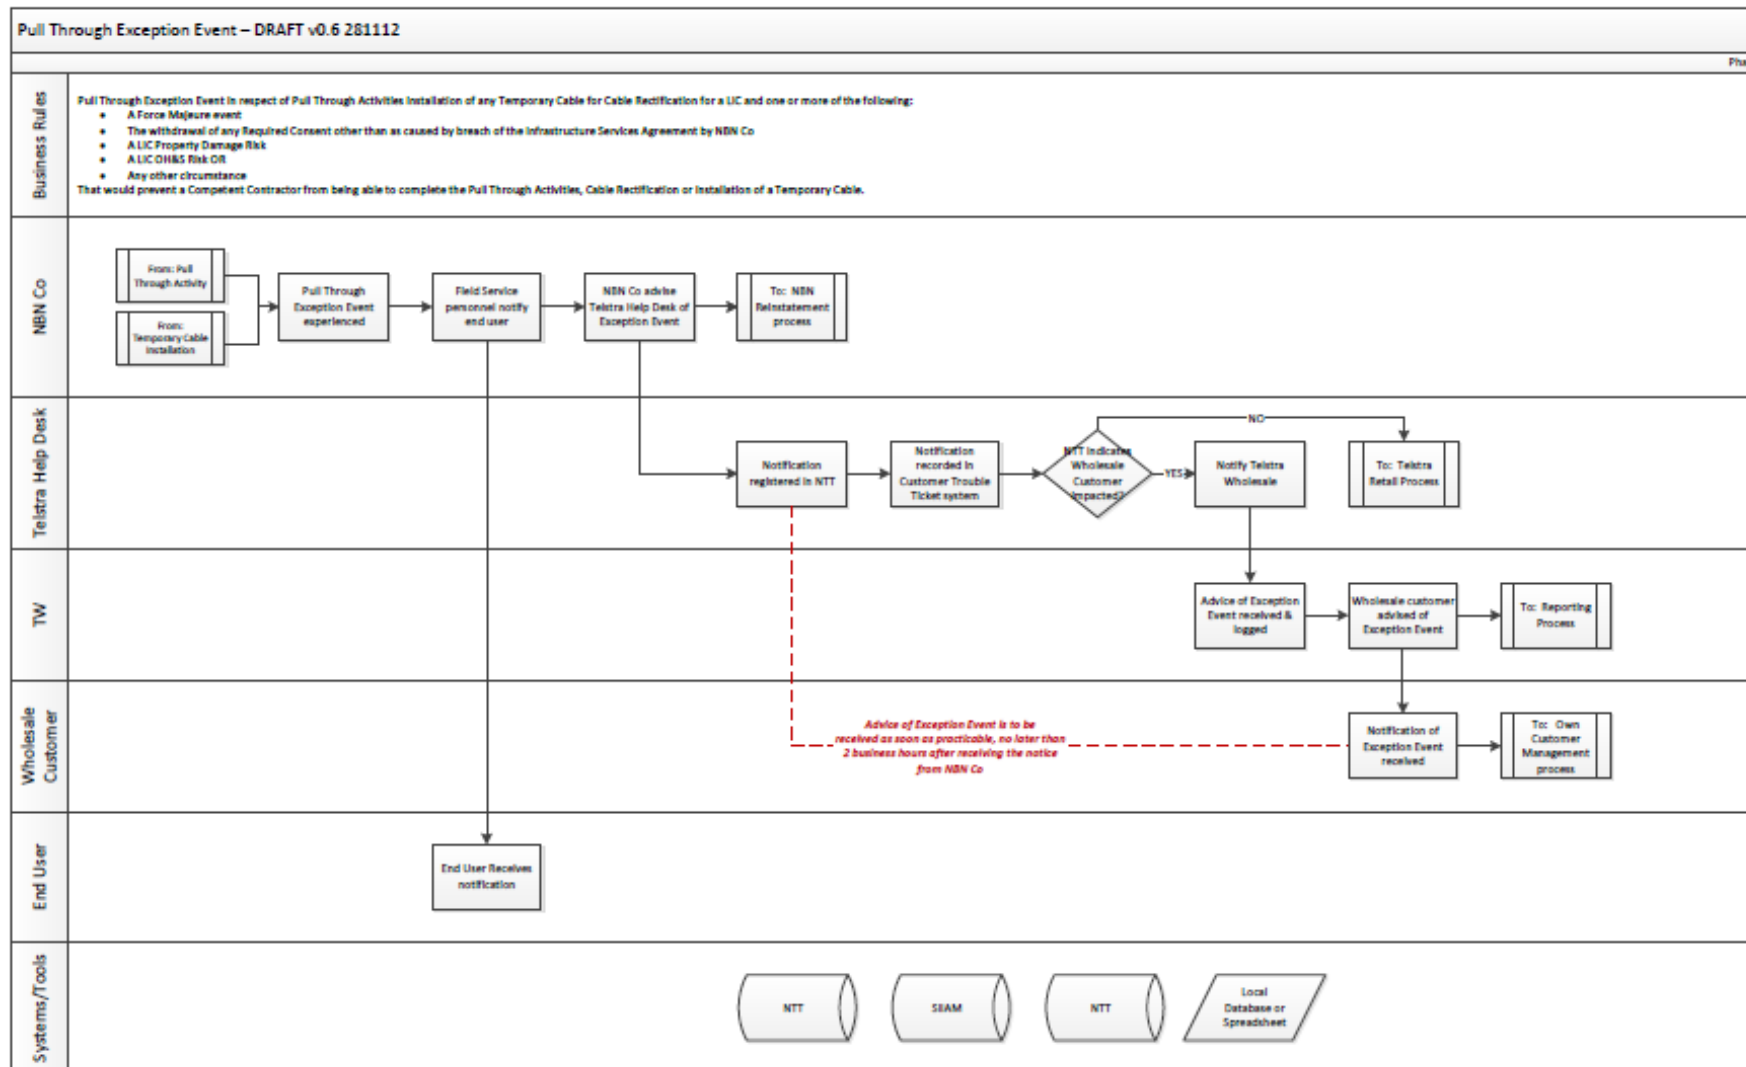 Pull Through Exception Event – DRAFT v0.6 281112
Pha
Business Rules
Pull Through Exception Event in respect of Pull Through Activities Installation of any Temporary Cable for Cable Rectification for a LIC and one or more of the following:
• A Force Majeure event
• The withdrawal of any Required Consent other than as caused by breach of the Infrastructure Services Agreement by NBN Co
• A LIC Property Damage Risk
• A LIC OH&S Risk OR
• Any other circumstance
That would prevent a Competent Contractor from being able to complete the Pull Through Activities, Cable Rectification or Installation of a Temporary Cable.
NBN Co
From: Pull
Through Activity
From:
Temporary Cable
Installation
Pull Through
Exception Event
experienced
Field Service
personnel notify
end user
NBN Co advise
Telstra Help Desk of
Exception Event
To: NBN
Reinstatement
process
Telstra Help Desk
Notification
registered in NTT
Notification
recorded in
Customer Trouble
Ticket system
NTT indicates
Wholesale
Customer
impacted?
NO
YES
Notify Telstra
Wholesale
To: Telstra
Retail Process
TW
Advice of Exception
Event received &
logged
Wholesale customer
advised of
Exception Event
To: Reporting
Process
Wholesale
Customer
Advice of Exception Event is to be
received as soon as practicable, no later than
2 business hours after receiving the notice
from NBN Co
Notification of
Exception Event
received
To: Own
Customer
Management
process
End User
End User Receives
notification
Systems/Tools
NTT
SIIAM
NTT
Local
Database or
Spreadsheet